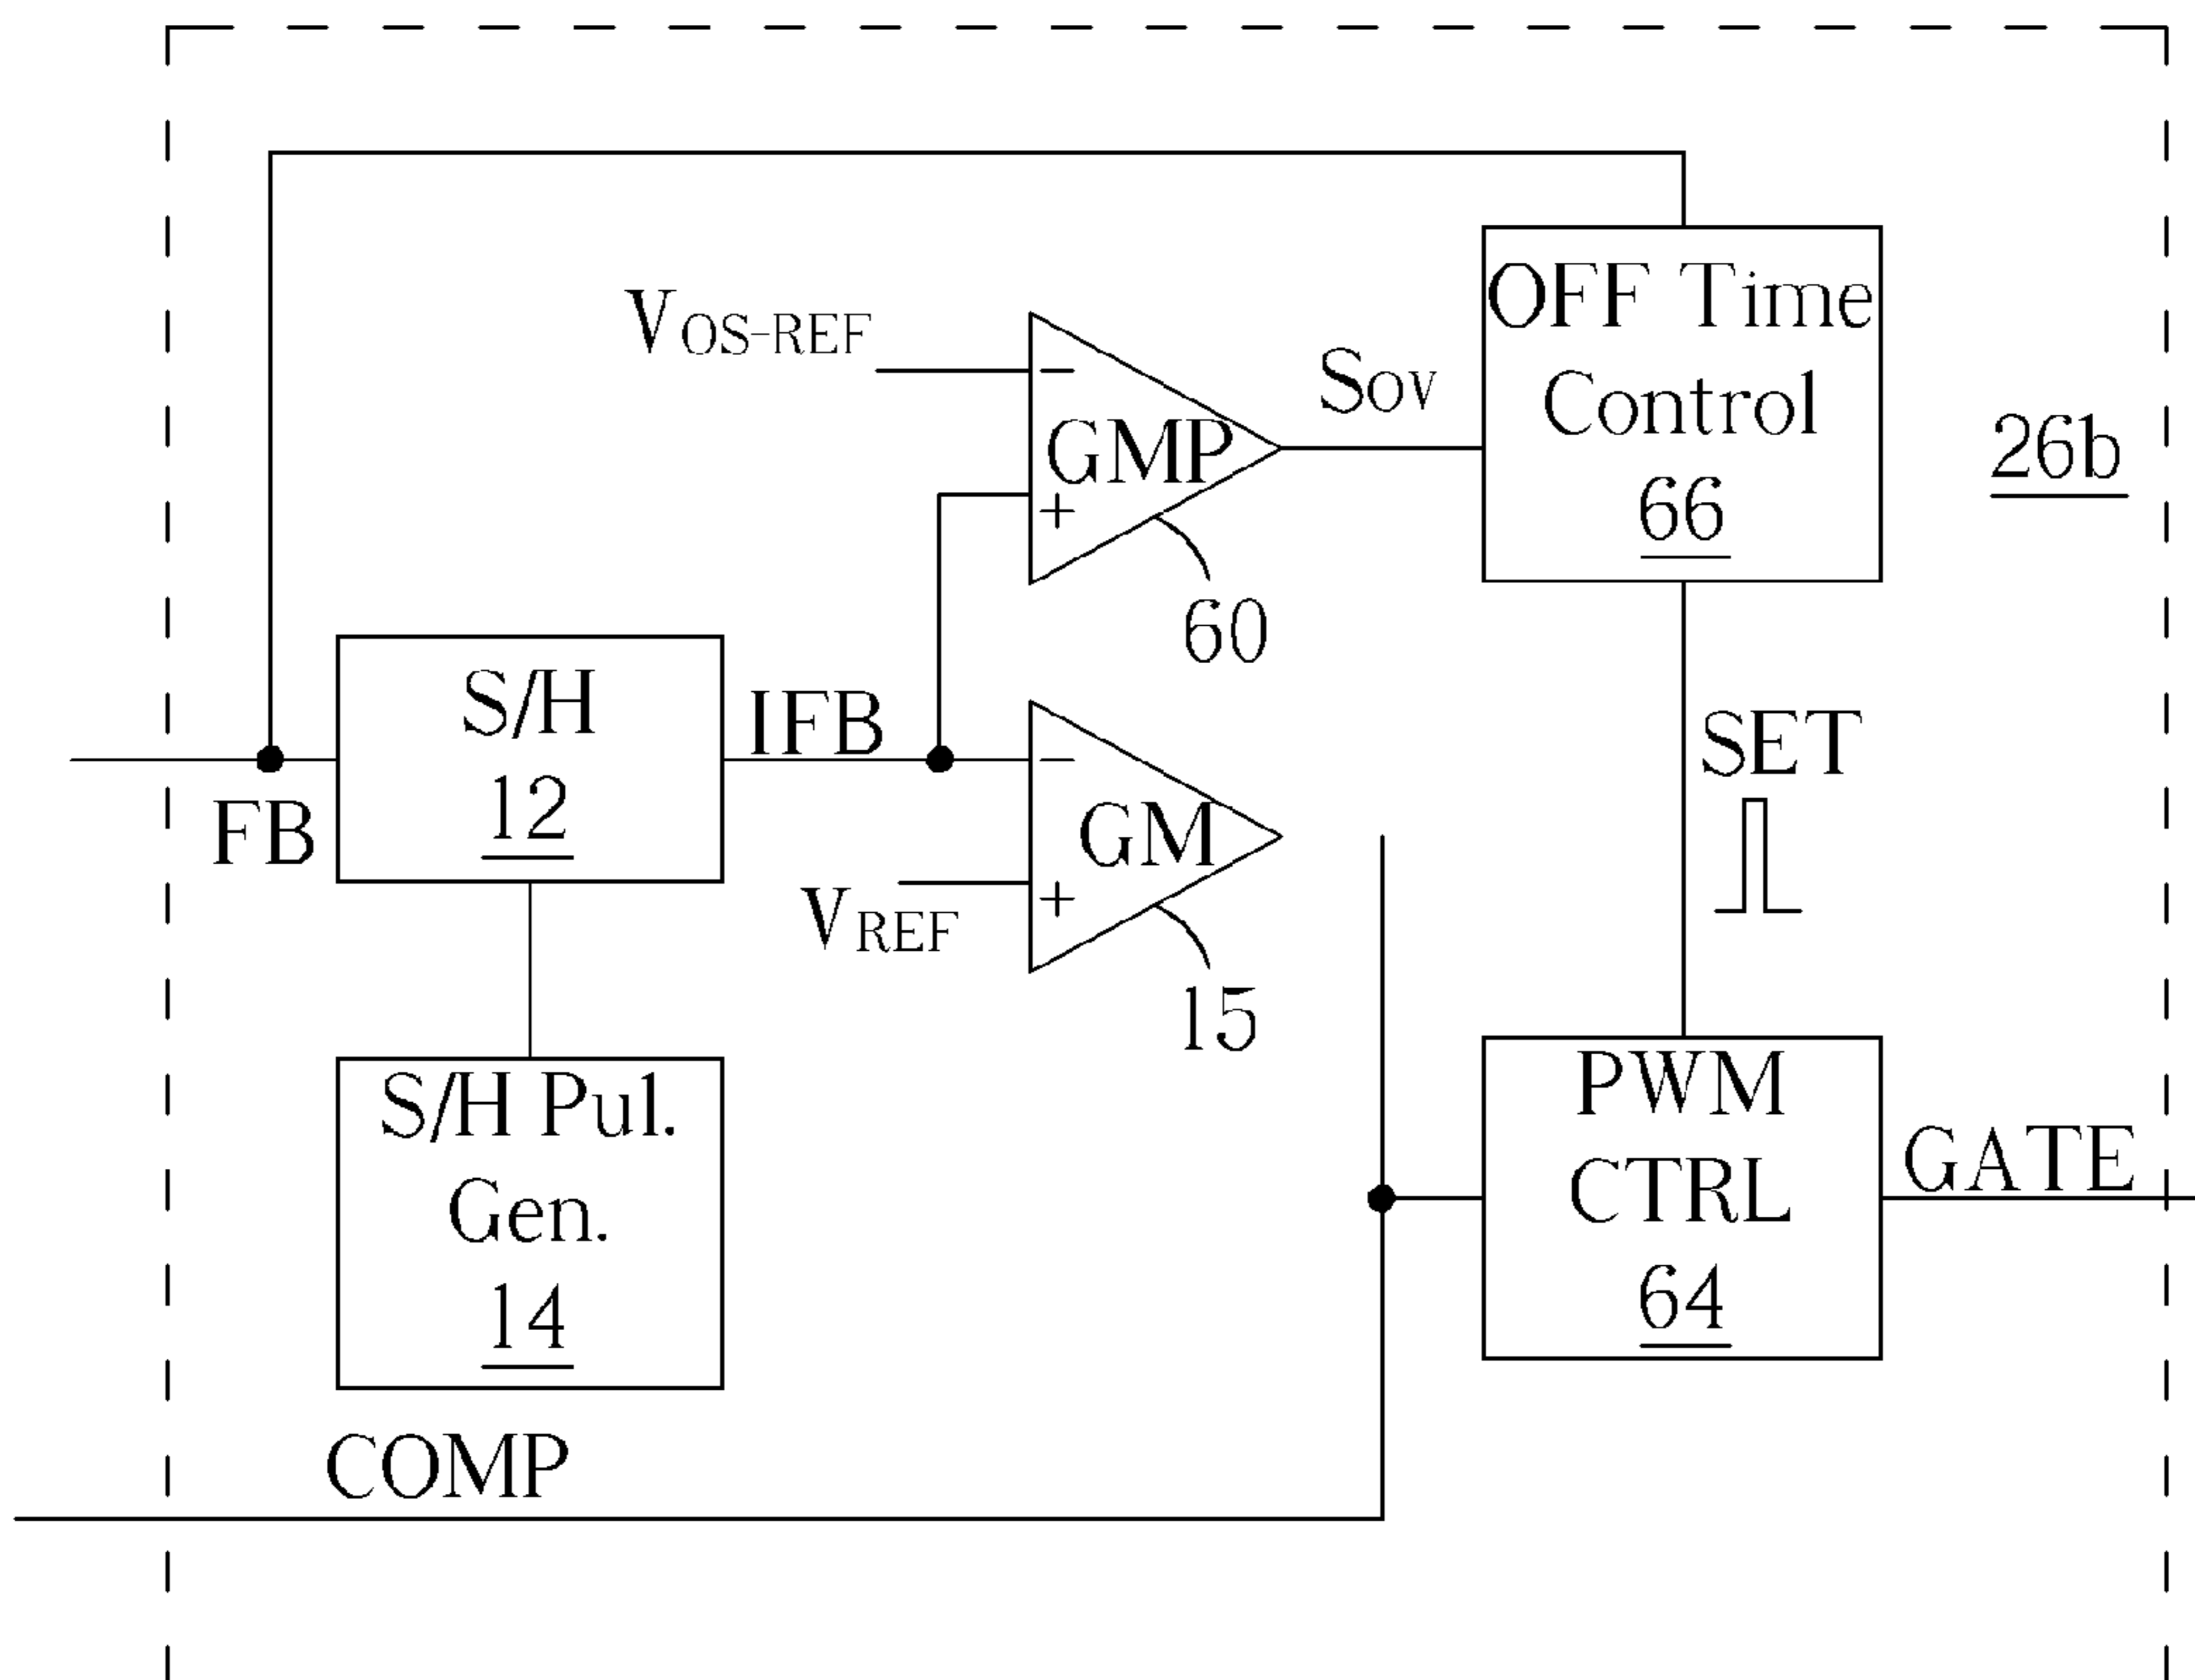 OFF Time
Control
66
26b
VOS-REF
SOV
GMP
+
60
S/H
12
IFB
FB
GM
VREF
+
15
SET
S/H Pul.
Gen.
14
PWM
CTRL
64
GATE
COMP